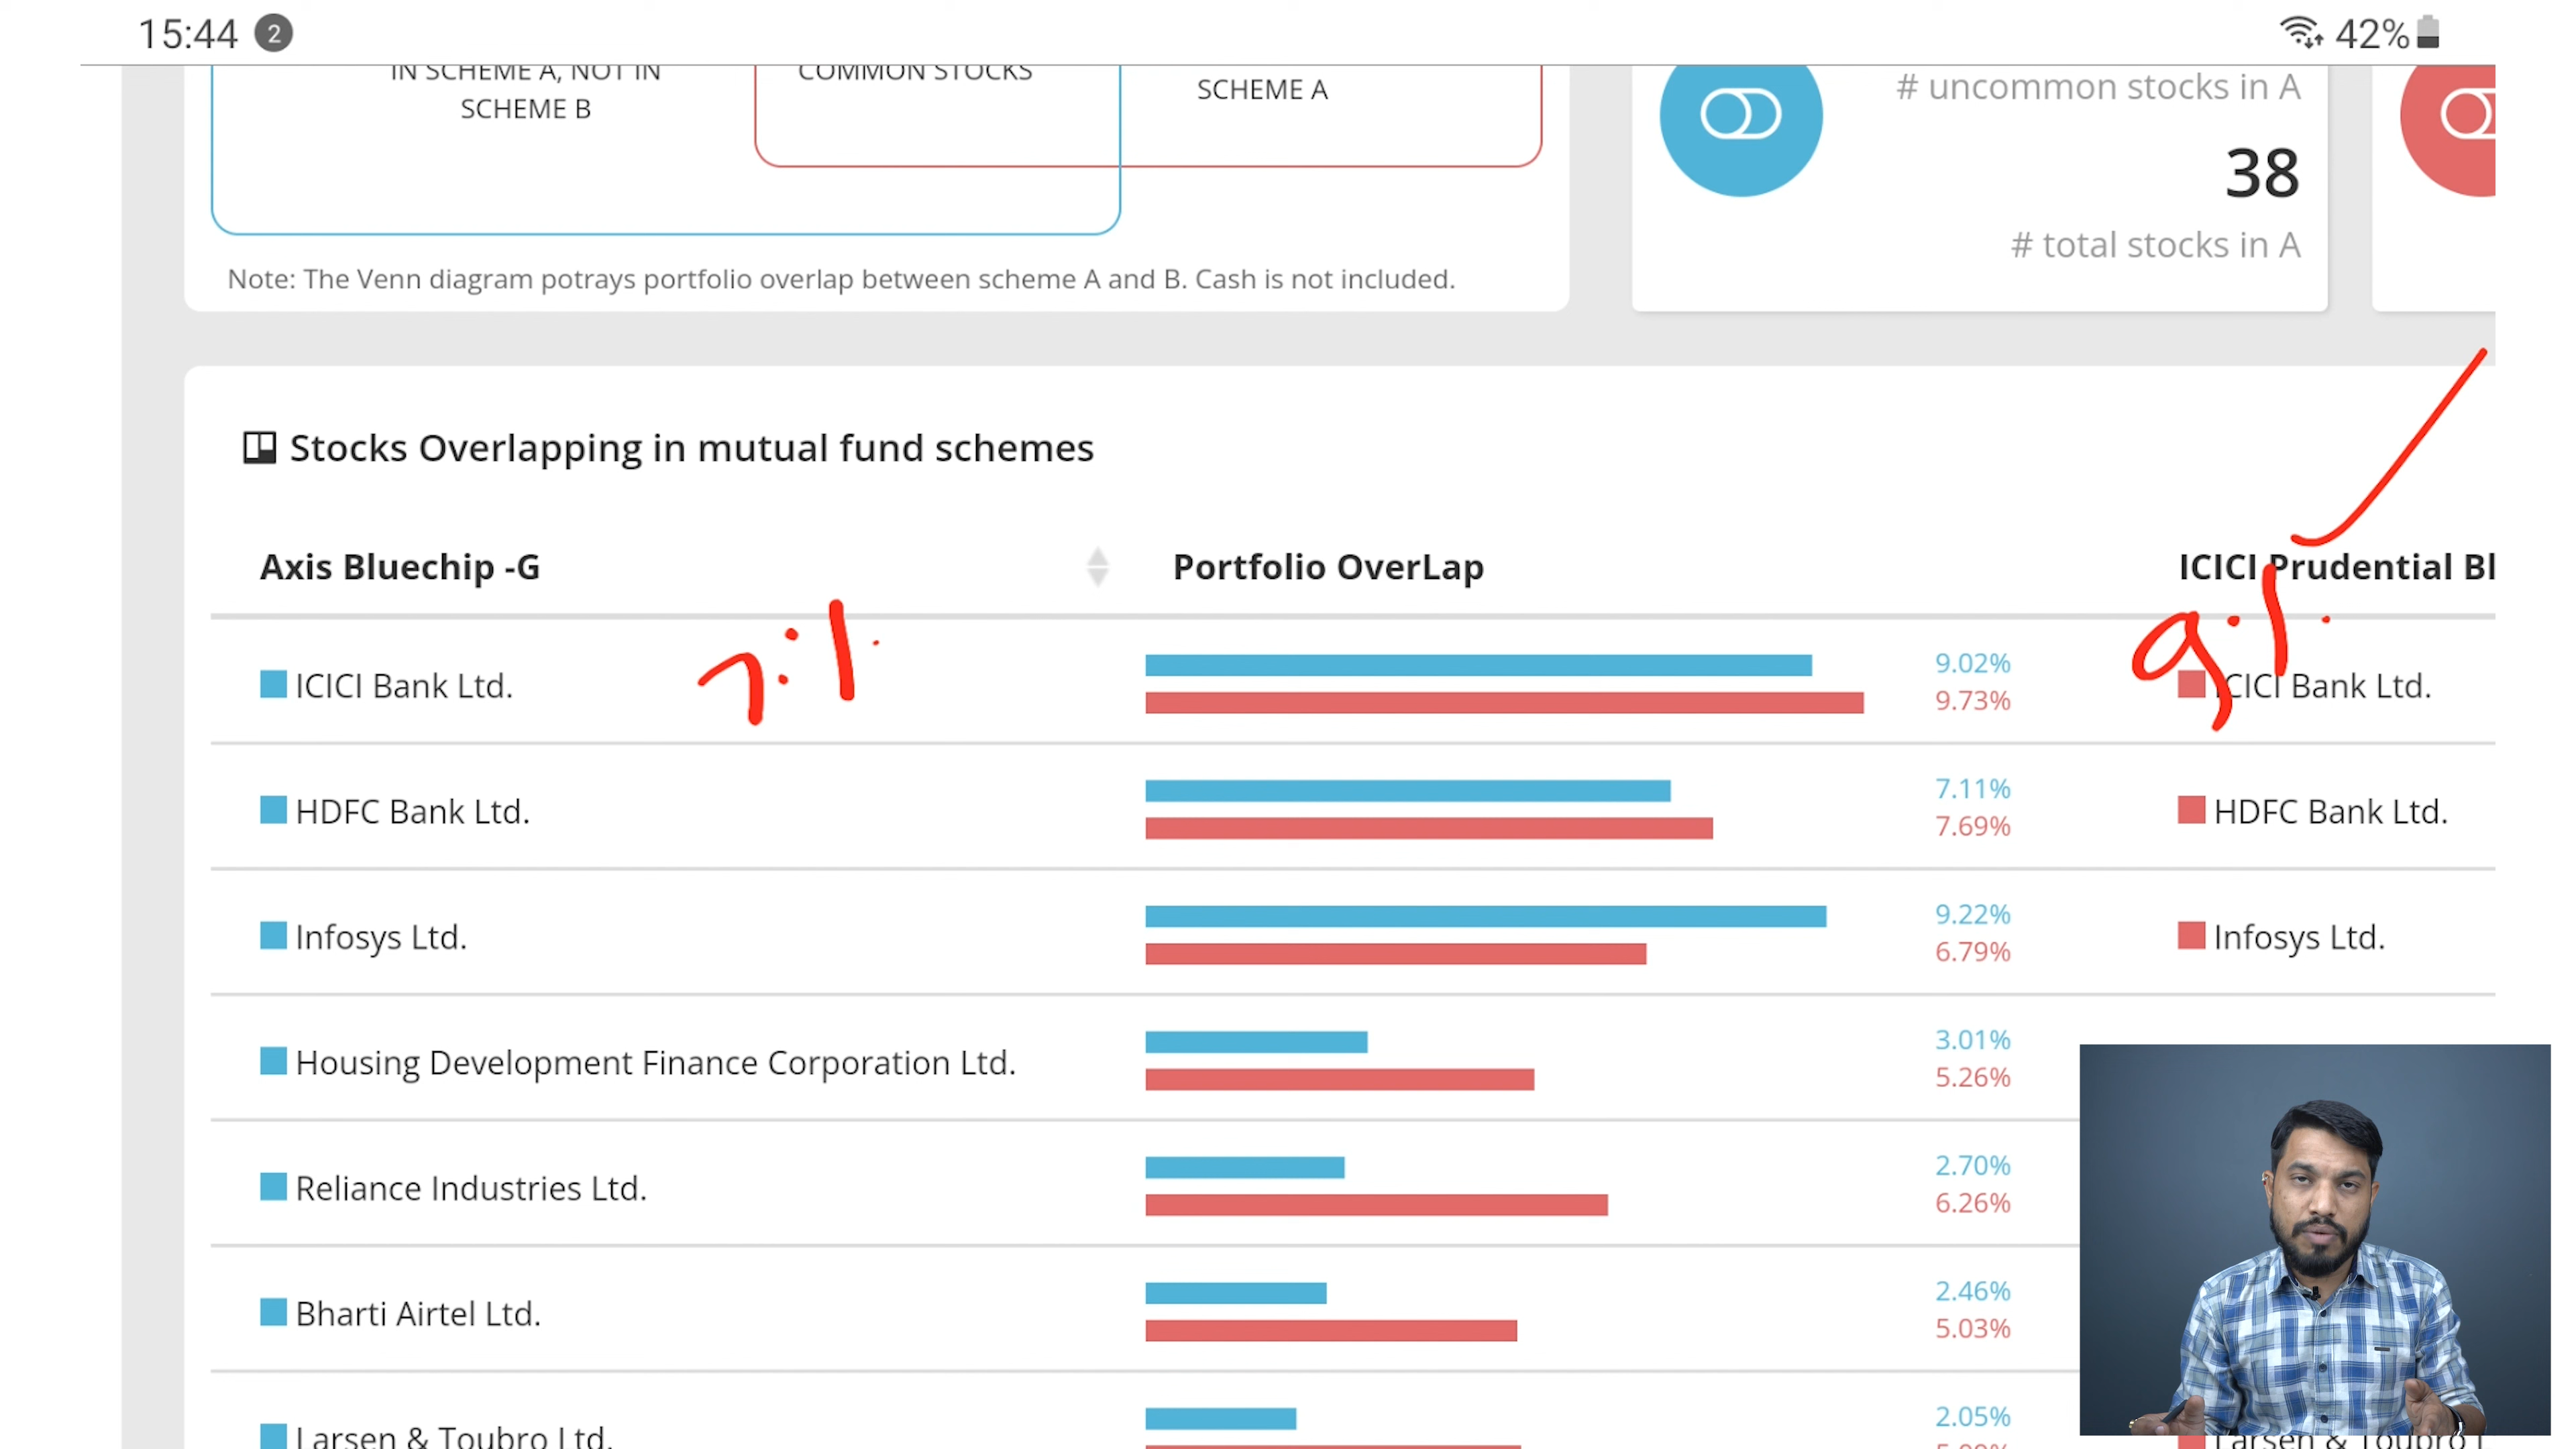 15:44 2 42%
IN SCHEME A, NOT IN
SCHEME B
COMMON STOCKS
SCHEME A
# uncommon stocks in A
38
# total stocks in A
Note: The Venn diagram potrays portfolio overlap between scheme A and B. Cash is not included.
Stocks Overlapping in mutual fund schemes
Axis Bluechip -G Portfolio OverLap ICICI Prudential Bl
7% 9%
ICICI Bank Ltd. 9.02% ICICI Bank Ltd.
9.73%
HDFC Bank Ltd. 7.11% HDFC Bank Ltd.
7.69%
Infosys Ltd. 9.22% Infosys Ltd.
6.79%
Housing Development Finance Corporation Ltd. 3.01%
5.26%
Reliance Industries Ltd. 2.70%
6.26%
Bharti Airtel Ltd. 2.46%
5.03%
Larsen & Toubro Ltd. 2.05% Larsen & Toubro L